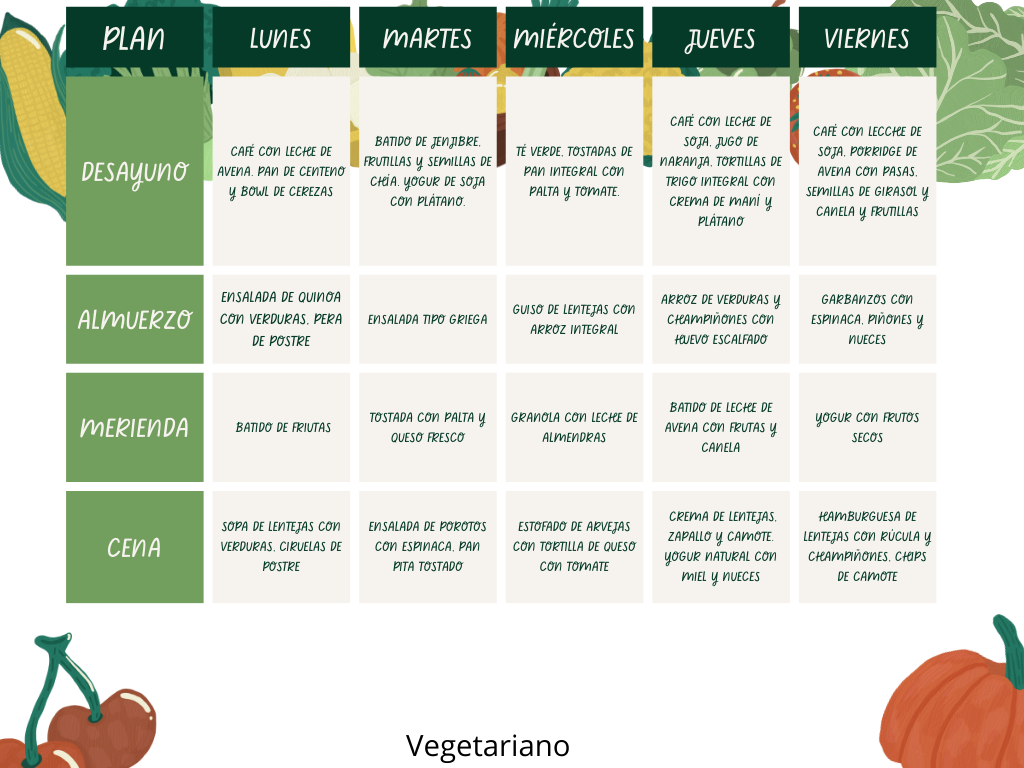 PLAN
LUNES
MARTES
MIÉRCOLES
JUEVES
VIERNES
DESAYUNO
CAFÉ CON LECHE DE
AVENA. PAN DE CENTENO
Y BOWL DE CEREZAS
BATIDO DE JENJIBRE,
FRUTILLAS Y SEMILLAS DE
CHÍA. YOGUR DE SOJA
CON PLÁTANO.
TÉ VERDE, TOSTADAS DE
PAN INTEGRAL CON
PALTA Y TOMATE.
CAFÉ CON LECHE DE
SOJA, JUGO DE
NARANJA, TORTILLAS DE
TRIGO INTEGRAL CON
CREMA DE MANÍ Y
PLÁTANO
CAFÉ CON LECCHE DE
SOJA, PORRIDGE DE
AVENA CON PASAS,
SEMILLAS DE GIRASOL Y
CANELA Y FRUTILLAS
ALMUERZO
ENSALADA DE QUINOA
CON VERDURAS, PERA
DE POSTRE
ENSALADA TIPO GRIEGA
GUISO DE LENTEJAS CON
ARROZ INTEGRAL
ARROZ DE VERDURAS Y
CHAMPIÑONES CON
HUEVO ESCALFADO
GARBANZOS CON
ESPINACA, PIÑONES Y
NUECES
MERIENDA
BATIDO DE FRIUTAS
TOSTADA CON PALTA Y
QUESO FRESCO
GRANOLA CON LECHE DE
ALMENDRAS
BATIDO DE LECHE DE
AVENA CON FRUTAS Y
CANELA
YOGUR CON FRUTOS
SECOS
CENA
SOPA DE LENTEJAS CON
VERDURAS, CIRUELAS DE
POSTRE
ENSALADA DE POROTOS
CON ESPINACA, PAN
PITA TOSTADO
ESTOFADO DE ARVEJAS
CON TORTILLA DE QUESO
CON TOMATE
CREMA DE LENTEJAS,
ZAPALLO Y CAMOTE.
YOGUR NATURAL CON
MIEL Y NUECES
HAMBURGUESA DE
LENTEJAS CON RÚCULA Y
CHAMPIÑONES, CHIPS
DE CAMOTE
Vegetariano